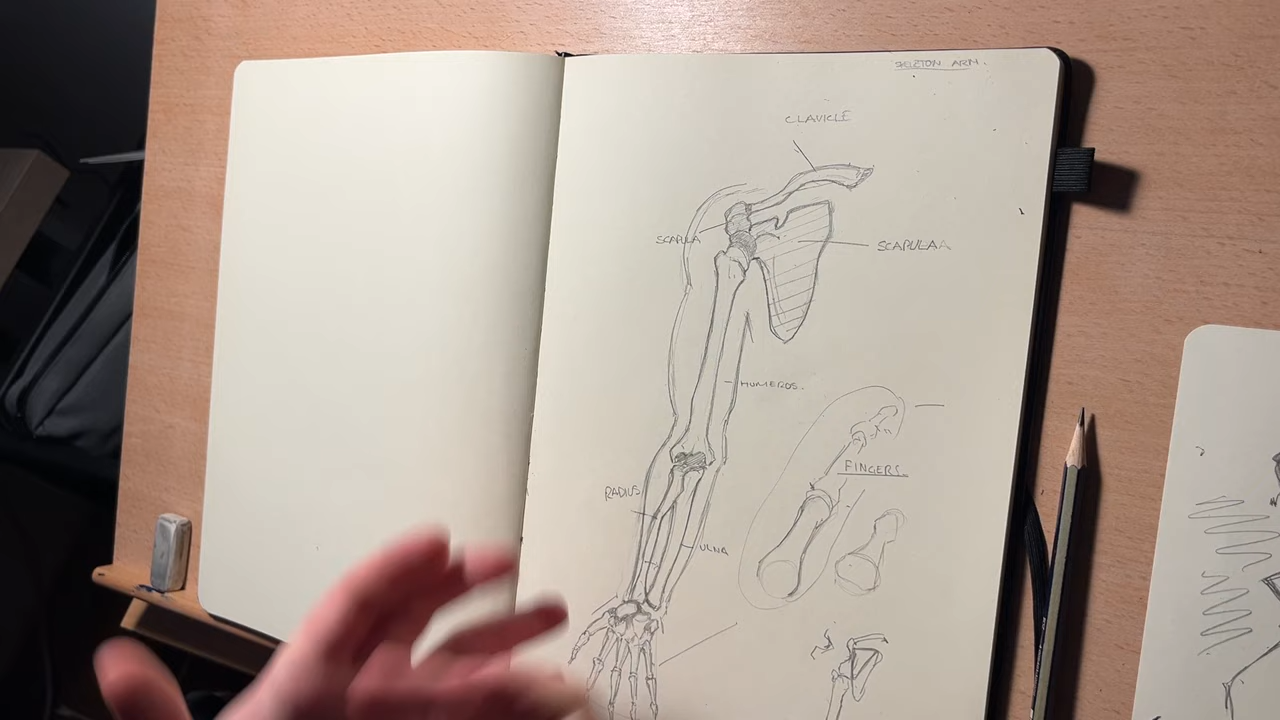 SKELETON ARM.
CLAVICLE
SCAPULA
SCAPULAA
HUMEROS.
FINGERS.
RADIUS
ULNA